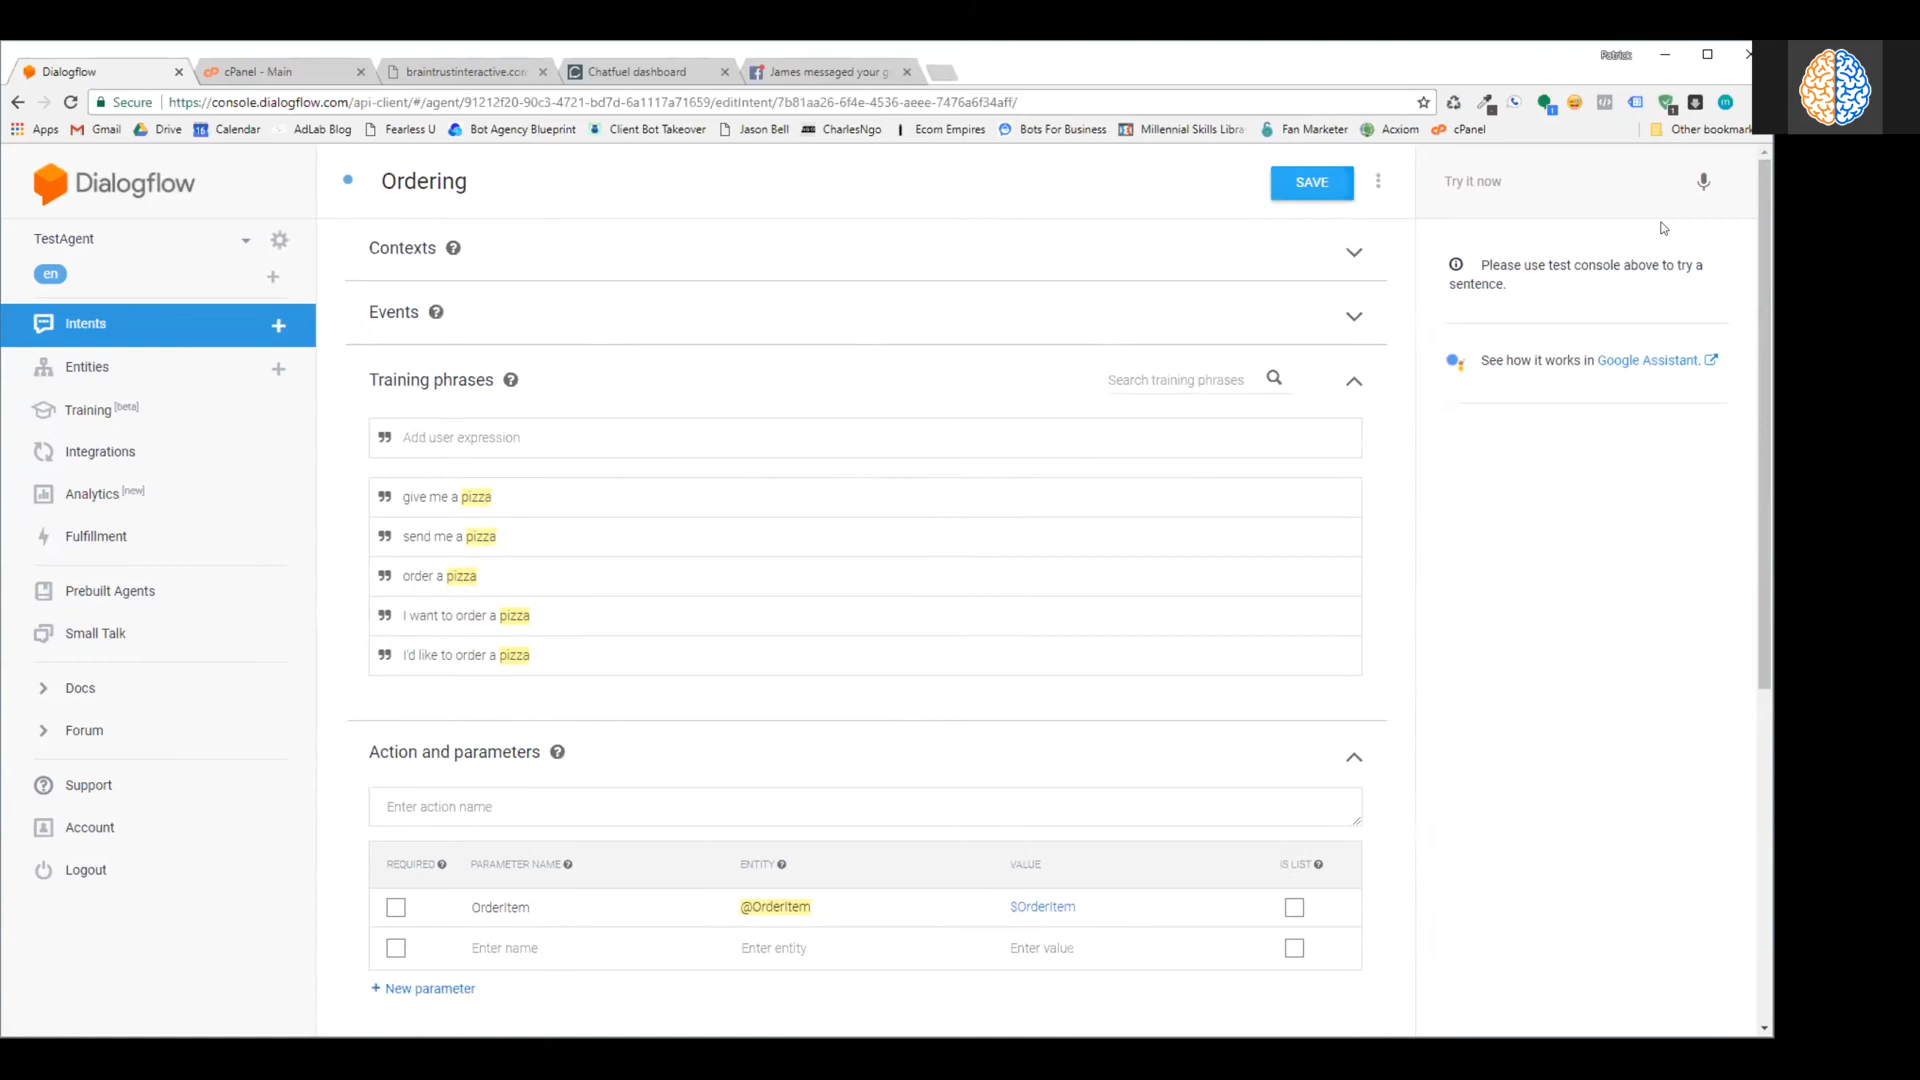 Patrick
Dialogflow
cPanel - Main
braintrustinteractive.com
Chatfuel dashboard
James messaged your g
Secure
https://console.dialogflow.com/api-client/#/agent/91212f20-90c3-4721-bd7d-6a1117a71659/editIntent/7b81aa26-6f4e-4536-aeee-7476a6f34aff/
Apps
Gmail
Drive
Calendar
AdLab Blog
Fearless U
Bot Agency Blueprint
Client Bot Takeover
Jason Bell
CharlesNgo
Ecom Empires
Bots For Business
Millennial Skills Libra
Fan Marketer
Acxiom
cPanel
Other bookmark
Dialogflow
Ordering
SAVE
Try it now
TestAgent
en
Contexts
Please use test console above to try a
sentence.
Events
See how it works in Google Assistant.
Intents
Entities
Training [beta]
Integrations
Analytics [new]
Fulfillment
Prebuilt Agents
Small Talk
Docs
Forum
Support
Account
Logout
Training phrases
Search training phrases
Add user expression
give me a pizza
send me a pizza
order a pizza
I want to order a pizza
I'd like to order a pizza
Action and parameters
Enter action name
REQUIRED
PARAMETER NAME
ENTITY
VALUE
IS LIST
OrderItem
@OrderItem
$OrderItem
Enter name
Enter entity
Enter value
+ New parameter